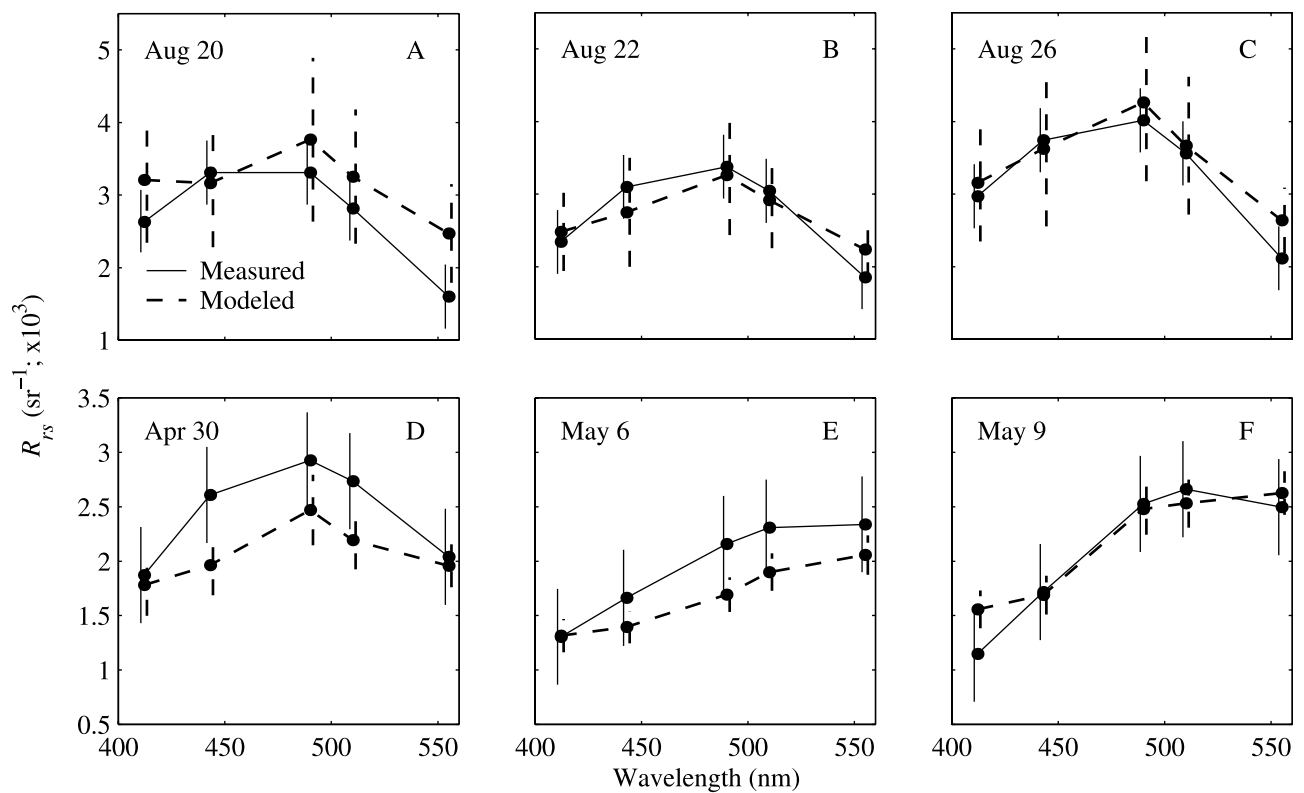 Aug 20 A
Aug 22 B
Aug 26 C
5
4
3
2
1
Measured
Modeled
R_rs (sr⁻¹; x10³)
Apr 30 D
May 6 E
May 9 F
3.5
3
2.5
2
1.5
1
0.5
400 450 500 550
400 450 500 550
400 450 500 550
Wavelength (nm)